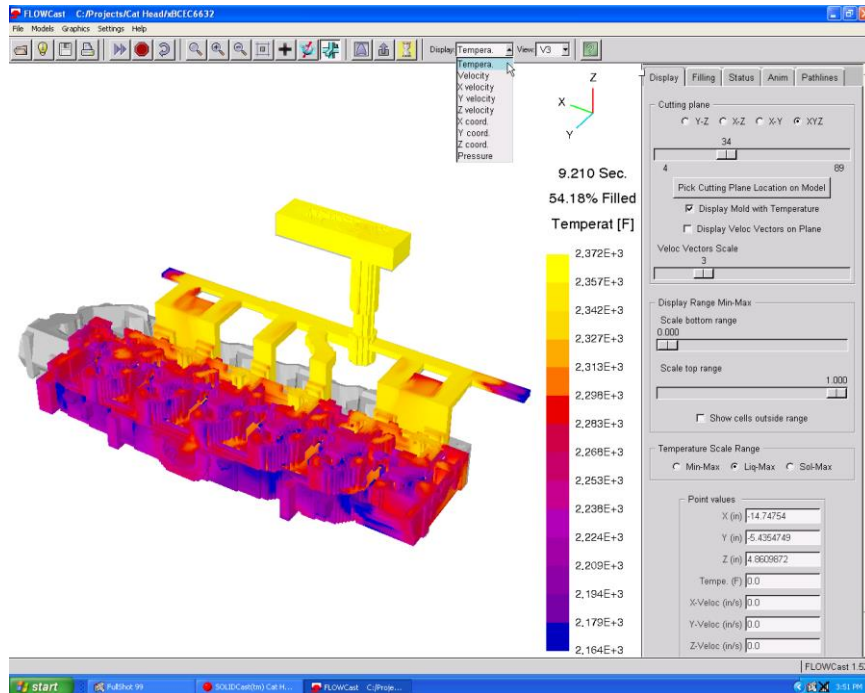 FLOWCast C:/Projects/Cat Head/xBCEC6632
File Models Graphics Settings Help
Display: Tempera. View: V3
Tempera.
Velocity
X velocity
Y velocity
Z velocity
X coord.
Y coord.
Z coord.
Pressure
Z
X
Y
9.210 Sec.
54.18% Filled
Temperat [F]
2,372E+3
2,357E+3
2,342E+3
2,327E+3
2,313E+3
2,298E+3
2,283E+3
2,268E+3
2,253E+3
2,238E+3
2,224E+3
2,209E+3
2,194E+3
2,179E+3
2,164E+3
Display Filling Status Anim Pathlines
Cutting plane
Y-Z X-Z X-Y XYZ
34
4 89
Pick Cutting Plane Location on Model
Display Mold with Temperature
Display Veloc Vectors on Plane
Veloc Vectors Scale
3
Display Range Min-Max
Scale bottom range
0.000
Scale top range
1.000
Show cells outside range
Temperature Scale Range
Min-Max Liq-Max Sol-Max
Point values
X (in) -14.74754
Y (in) -5.4354749
Z (in) 4.8609872
Tempe. (F) 0.0
X-Veloc (in/s) 0.0
Y-Veloc (in/s) 0.0
Z-Veloc (in/s) 0.0
FLOWCast 1.5
start FullShot 99 SOLIDCast(tm) Cat H... FLOWCast C:/Proje... 3:51 PM